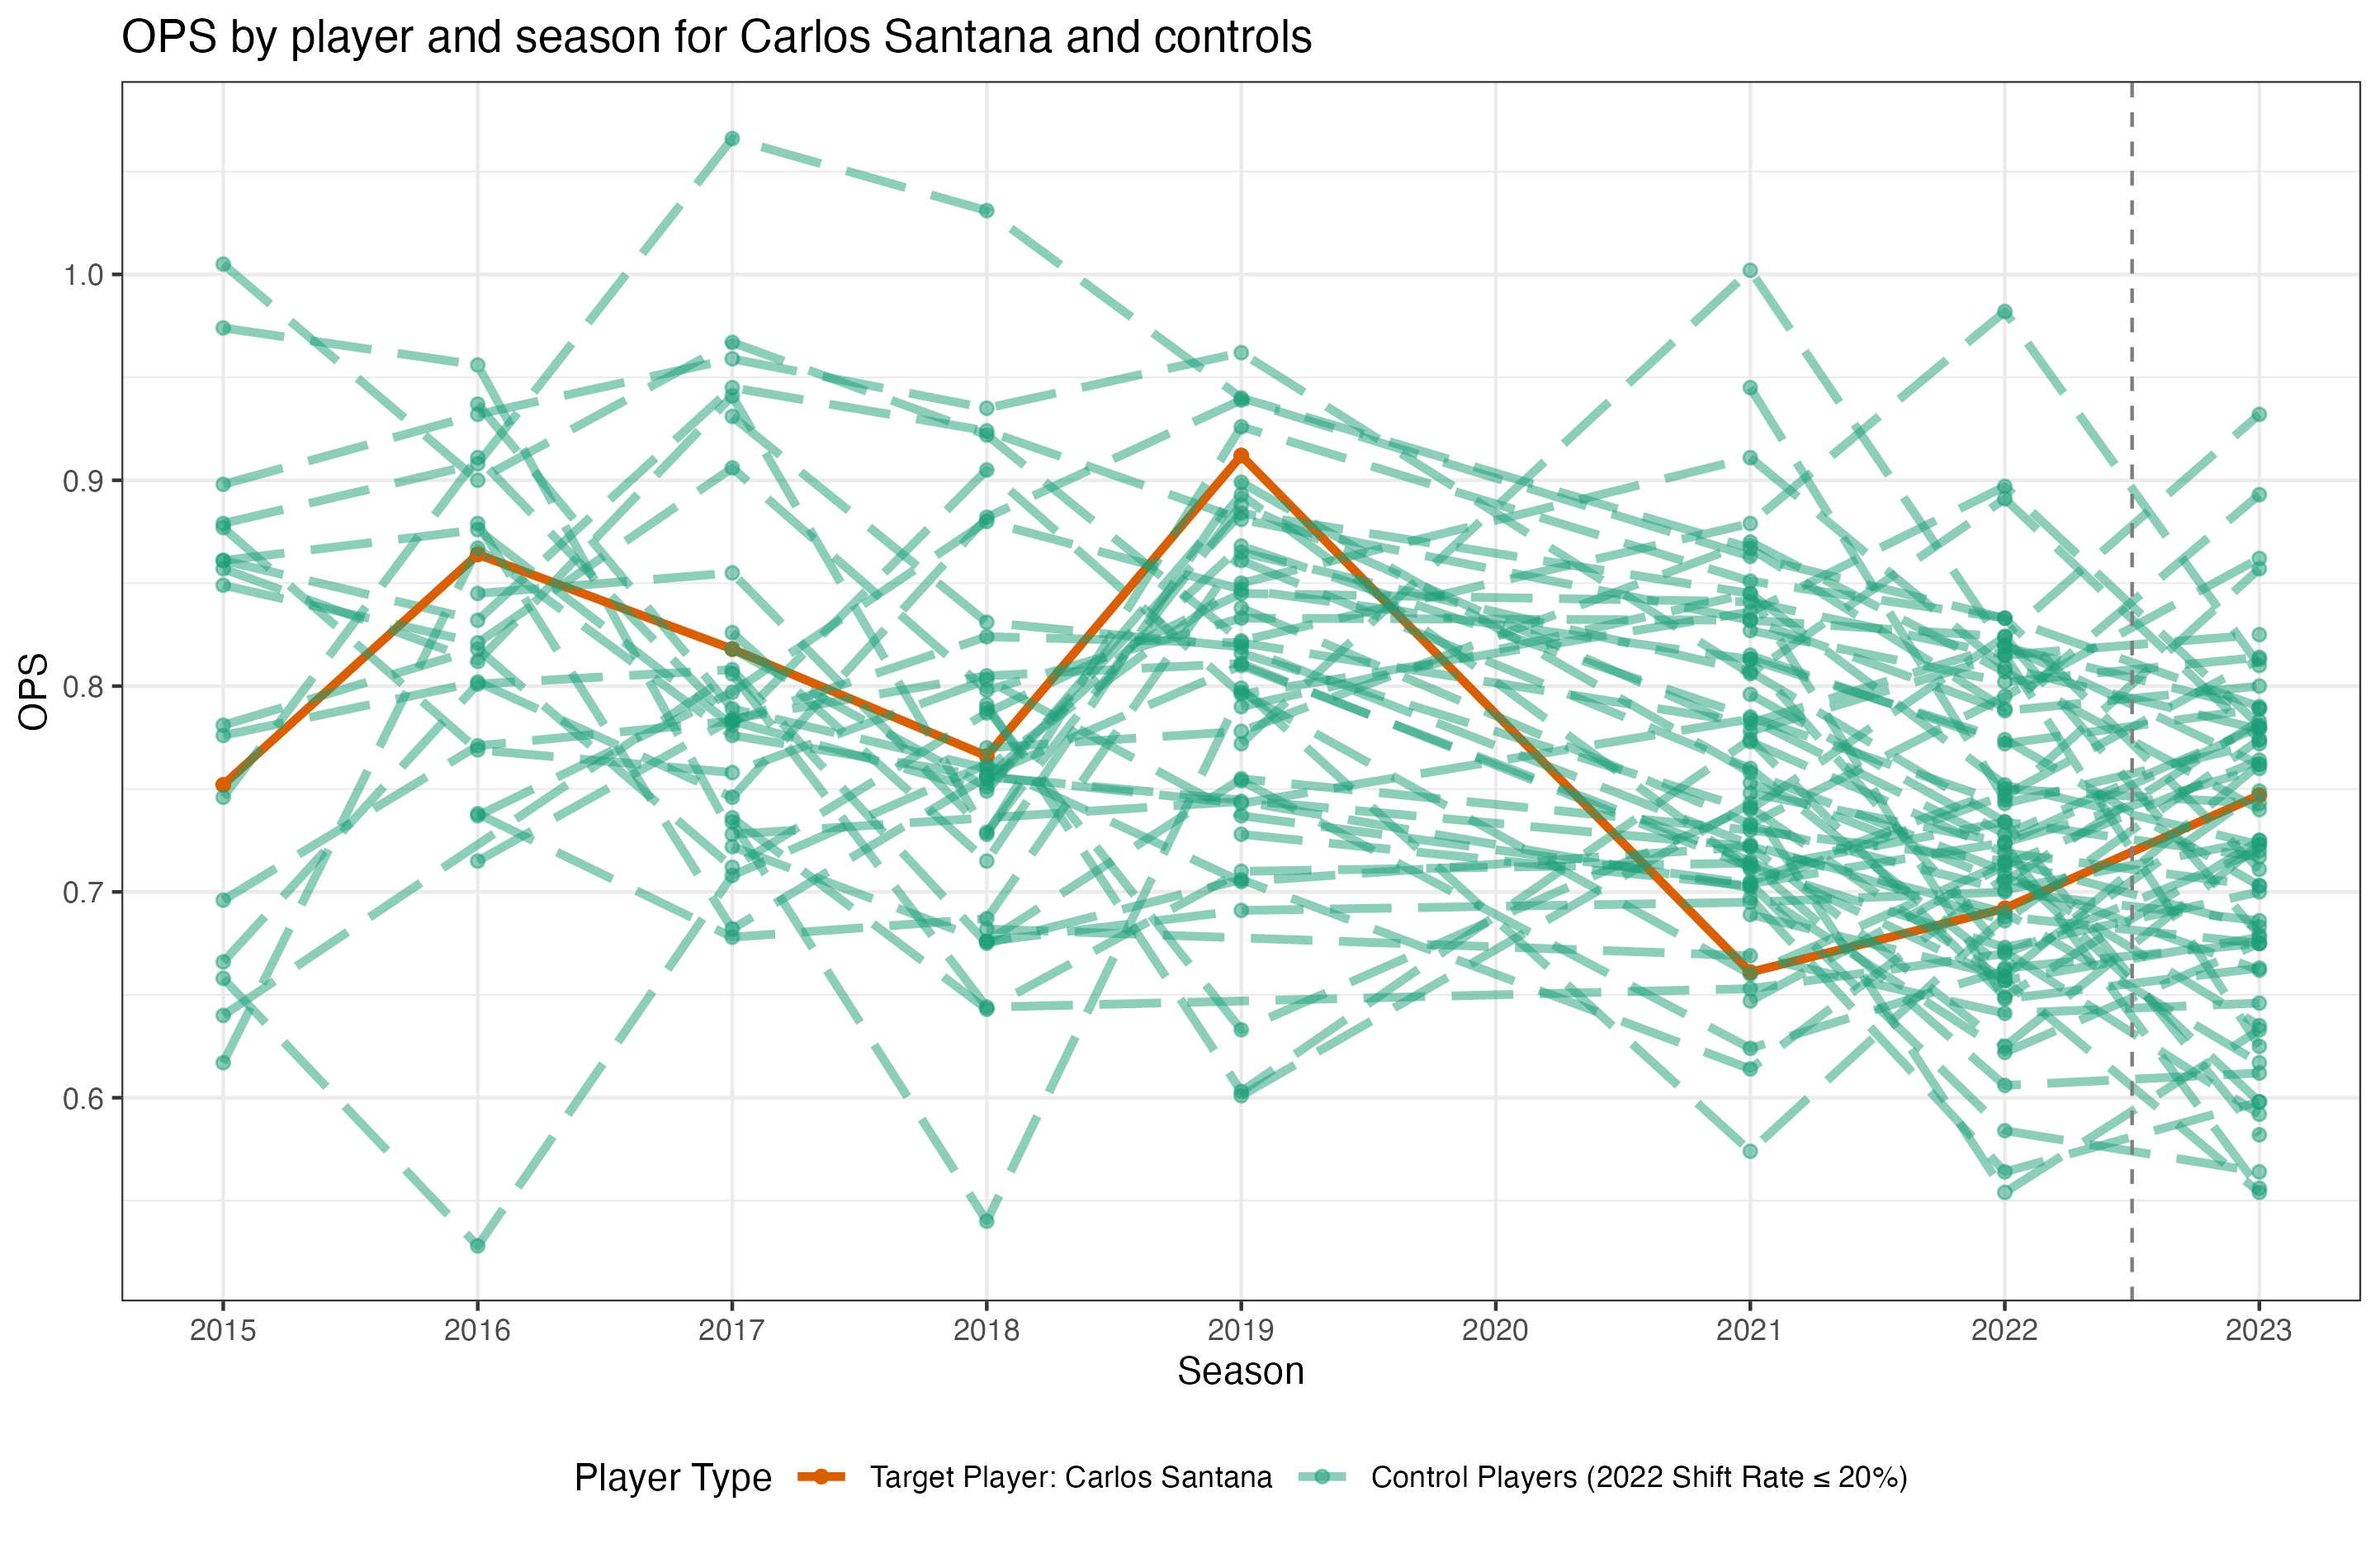 OPS by player and season for Carlos Santana and controls
OPS
1.0
0.9
0.8
0.7
0.6
2015 2016 2017 2018 2019 2020 2021 2022 2023
Season
Player Type Target Player: Carlos Santana Control Players (2022 Shift Rate ≤ 20%)